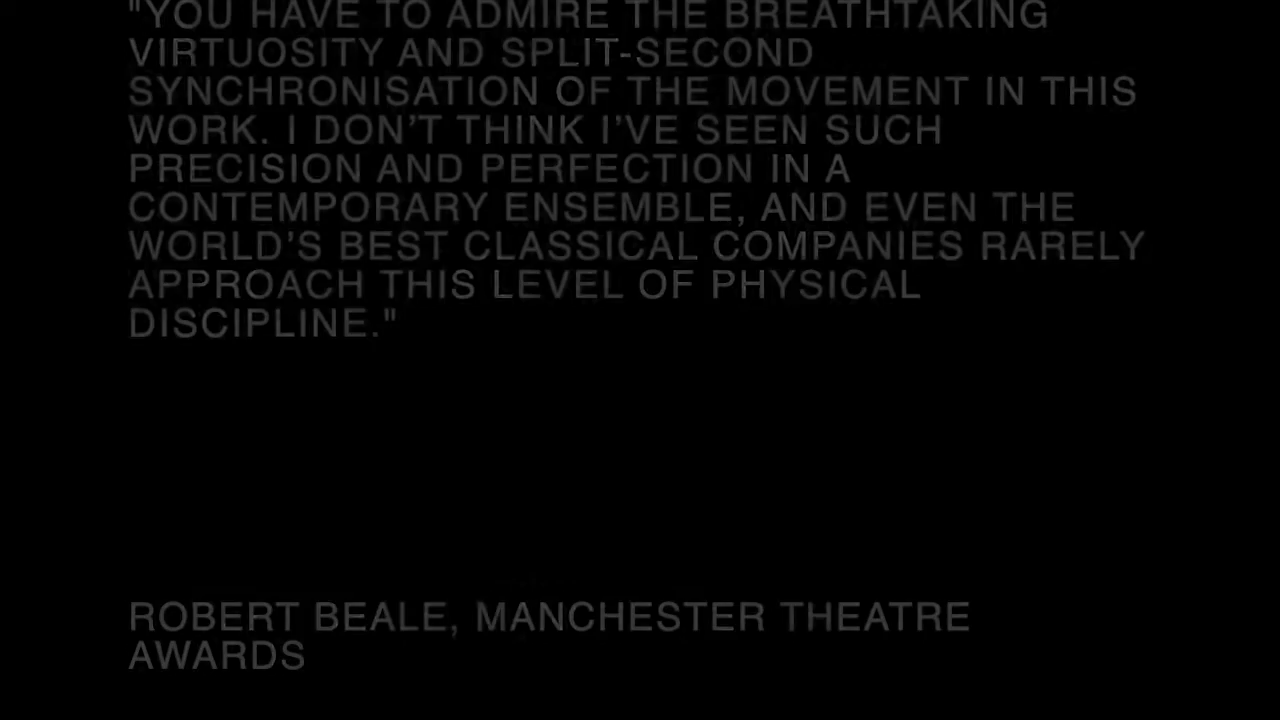 "YOU HAVE TO ADMIRE THE BREATHTAKING
VIRTUOSITY AND SPLIT-SECOND
SYNCHRONISATION OF THE MOVEMENT IN THIS
WORK. I DON’T THINK I’VE SEEN SUCH
PRECISION AND PERFECTION IN A
CONTEMPORARY ENSEMBLE, AND EVEN THE
WORLD’S BEST CLASSICAL COMPANIES RARELY
APPROACH THIS LEVEL OF PHYSICAL
DISCIPLINE."
ROBERT BEALE, MANCHESTER THEATRE
AWARDS